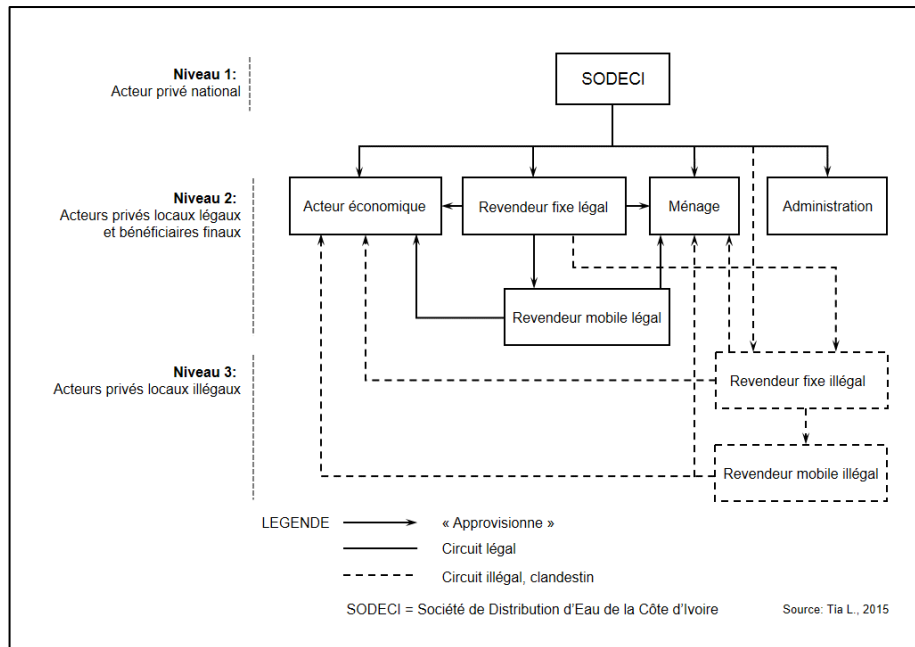 Niveau 1:
Acteur privé national
SODECI
Niveau 2:
Acteurs privés locaux légaux
et bénéficiaires finaux
Acteur économique
Revendeur fixe légal
Ménage
Administration
Revendeur mobile légal
Niveau 3:
Acteurs privés locaux illégaux
Revendeur fixe illégal
Revendeur mobile illégal
LEGENDE
« Approvisionne »
Circuit légal
Circuit illégal, clandestin
SODECI = Société de Distribution d'Eau de la Côte d'Ivoire
Source: Tia L., 2015